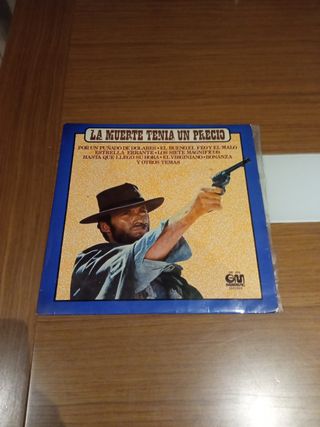 LA MUERTE TENIA UN PRECIO
POR UN PUÑADO DE DOLARES • EL BUENO, EL FEO Y EL MALO
ESTRELLA ERRANTE • LOS SIETE MAGNIFICOS
HASTA QUE LLEGO SU HORA • EL VIRGINIANO • BONANZA
Y OTROS TEMAS
GM